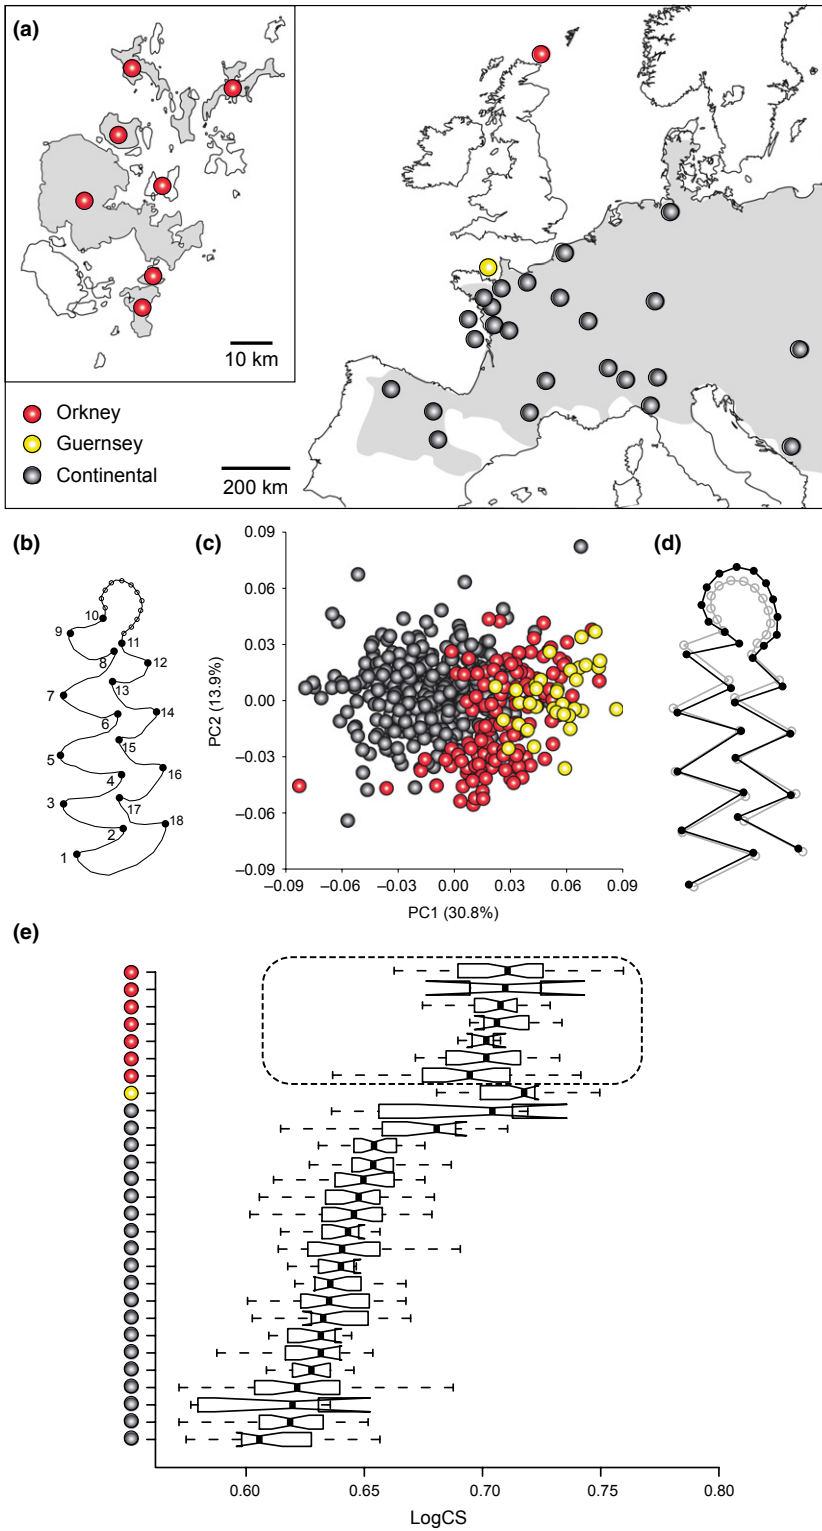 (a)
10 km
Orkney
Guernsey
Continental
200 km
(b)
10
9
11
8
12
13
7
14
6
15
5
16
4
17
3
18
2
1
(c)
0.09
0.06
0.03
0.00
−0.03
−0.06
−0.09
PC2 (13.9%)
−0.09 −0.06 −0.03 0.00 0.03 0.06 0.09
PC1 (30.8%)
(d)
(e)
0.60 0.65 0.70 0.75 0.80
LogCS